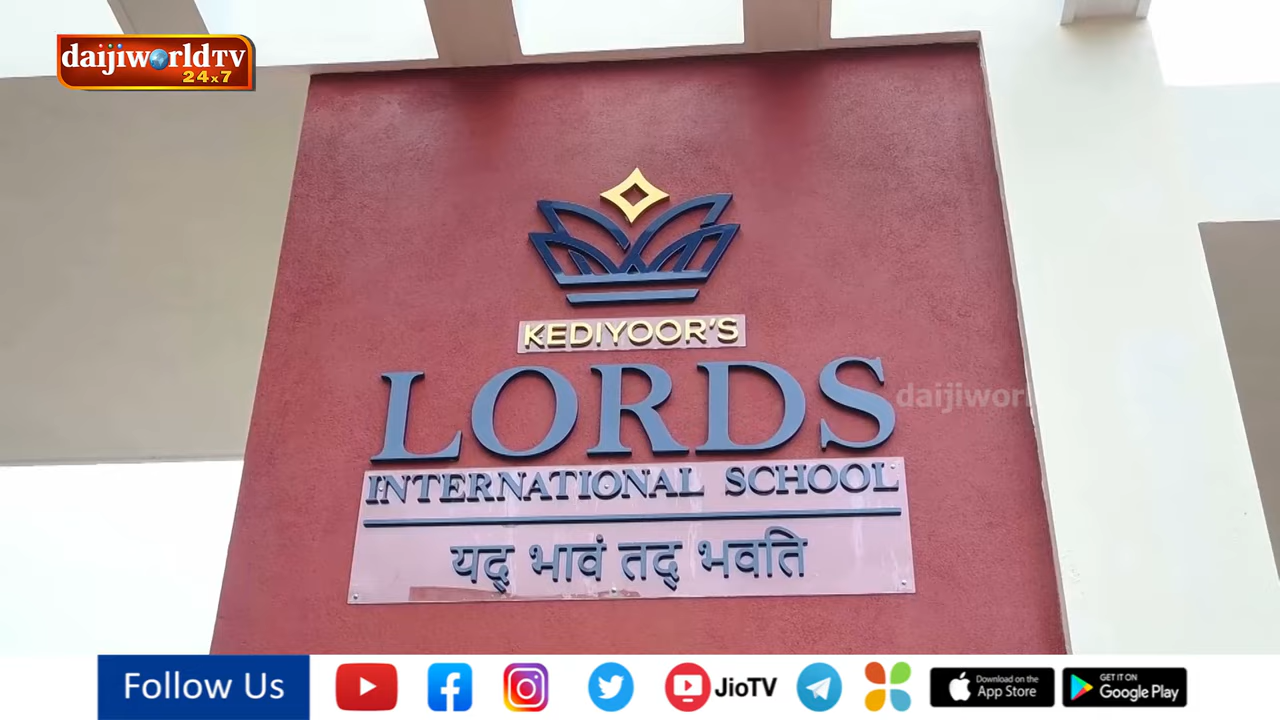 daijiworldTV
24x7
KEDIYOOR'S
LORDS
daijiworl
INTERNATIONAL SCHOOL
यद् भावं तद् भवति
Follow Us
JioTV
Download on the
App Store
GET IT ON
Google Play